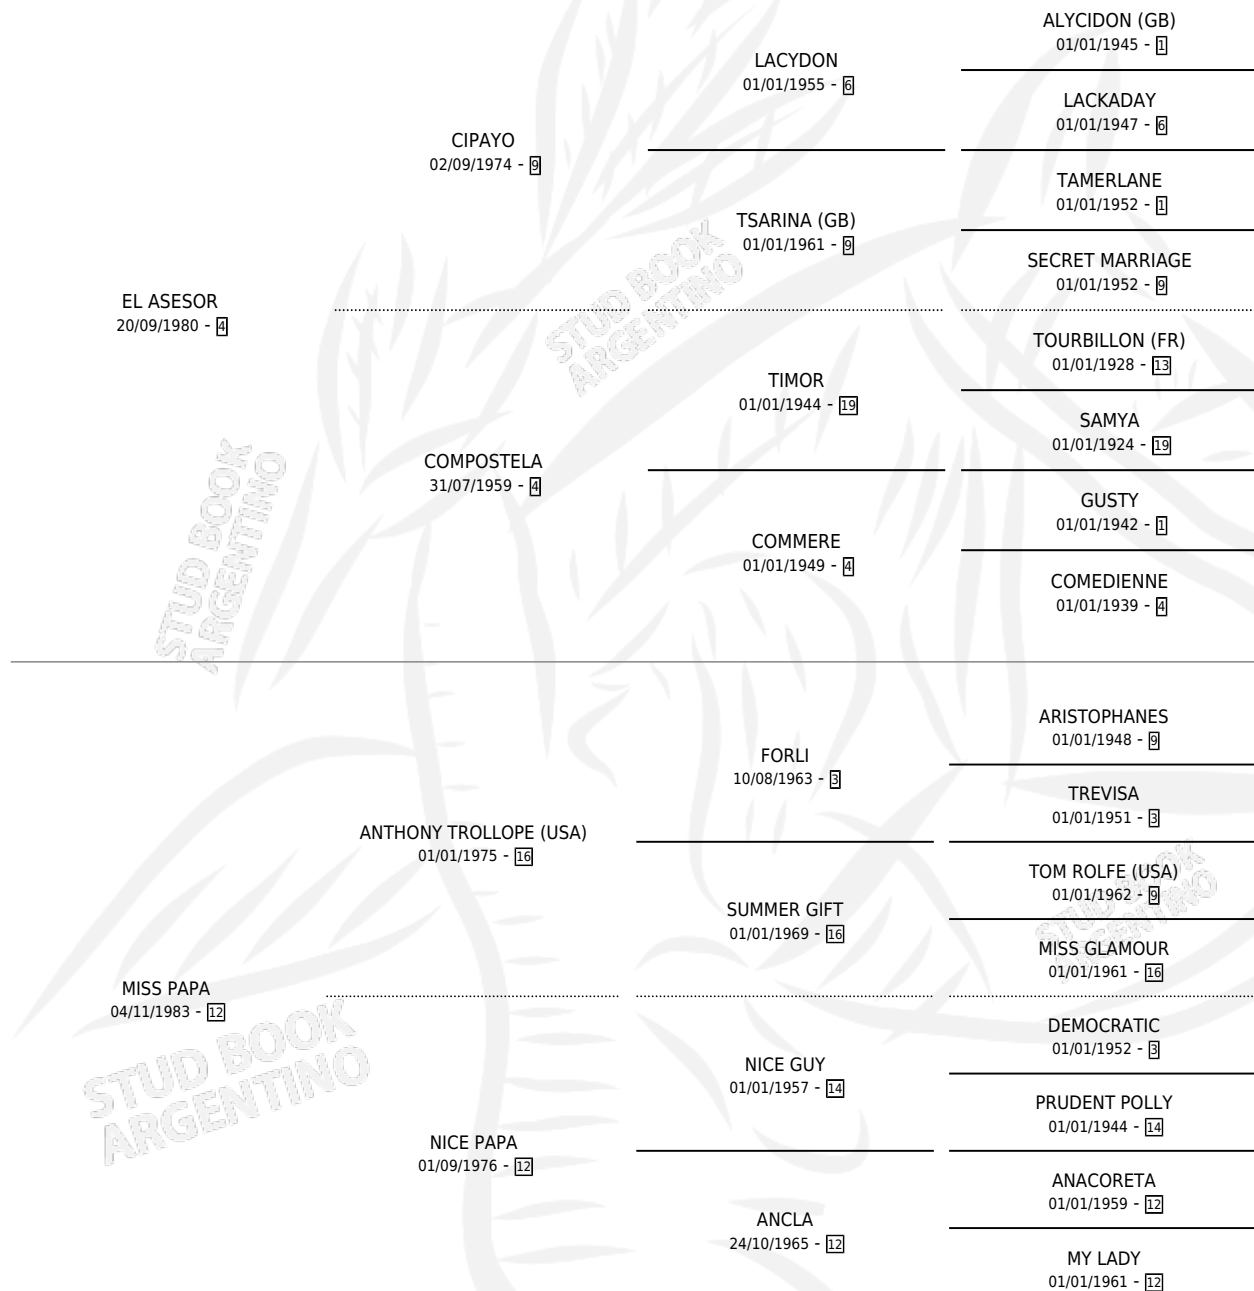 ALYCIDON (GB)
01/01/1945 - 1
LACYDON
01/01/1955 - 6
LACKADAY
01/01/1947 - 6
CIPAYO
02/09/1974 - 9
TAMERLANE
01/01/1952 - 1
TSARINA (GB)
01/01/1961 - 9
SECRET MARRIAGE
01/01/1952 - 9
EL ASESOR
20/09/1980 - 4
TOURBILLON (FR)
01/01/1928 - 13
TIMOR
01/01/1944 - 19
SAMYA
01/01/1924 - 19
COMPOSTELA
31/07/1959 - 4
GUSTY
01/01/1942 - 1
COMMERE
01/01/1949 - 4
COMEDIENNE
01/01/1939 - 4
ARISTOPHANES
01/01/1948 - 9
FORLI
10/08/1963 - 3
TREVISA
01/01/1951 - 3
ANTHONY TROLLOPE (USA)
01/01/1975 - 16
TOM ROLFE (USA)
01/01/1962 - 9
SUMMER GIFT
01/01/1969 - 16
MISS GLAMOUR
01/01/1961 - 16
MISS PAPA
04/11/1983 - 12
DEMOCRATIC
01/01/1952 - 3
NICE GUY
01/01/1957 - 14
PRUDENT POLLY
01/01/1944 - 14
NICE PAPA
01/09/1976 - 12
ANACORETA
01/01/1959 - 12
ANCLA
24/10/1965 - 12
MY LADY
01/01/1961 - 12
STUD BOOK
ARGENTINO
STUD BOOK
ARGENTINO
STUD BOOK
ARGENTINO
STUD BOOK
ARGENTINO